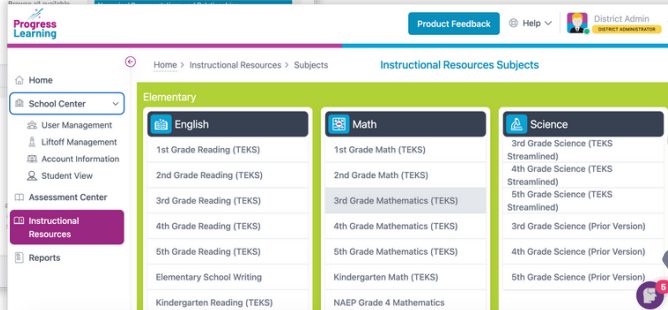 Progress
Learning
Product Feedback
Help
District Admin
DISTRICT ADMINISTRATOR
Home > Instructional Resources > Subjects
Instructional Resources Subjects
Home
School Center
User Management
Liftoff Management
Account Information
Student View
Assessment Center
Instructional
Resources
Reports
Elementary
English
1st Grade Reading (TEKS)
2nd Grade Reading (TEKS)
3rd Grade Reading (TEKS)
4th Grade Reading (TEKS)
5th Grade Reading (TEKS)
Elementary School Writing
Kindergarten Reading (TEKS)
Math
1st Grade Math (TEKS)
2nd Grade Math (TEKS)
3rd Grade Mathematics (TEKS)
4th Grade Mathematics (TEKS)
5th Grade Mathematics (TEKS)
Kindergarten Math (TEKS)
NAEP Grade 4 Mathematics
Science
3rd Grade Science (TEKS
Streamlined)
4th Grade Science (TEKS
Streamlined)
5th Grade Science (TEKS
Streamlined)
3rd Grade Science (Prior Version)
4th Grade Science (Prior Version)
5th Grade Science (Prior Version)
5